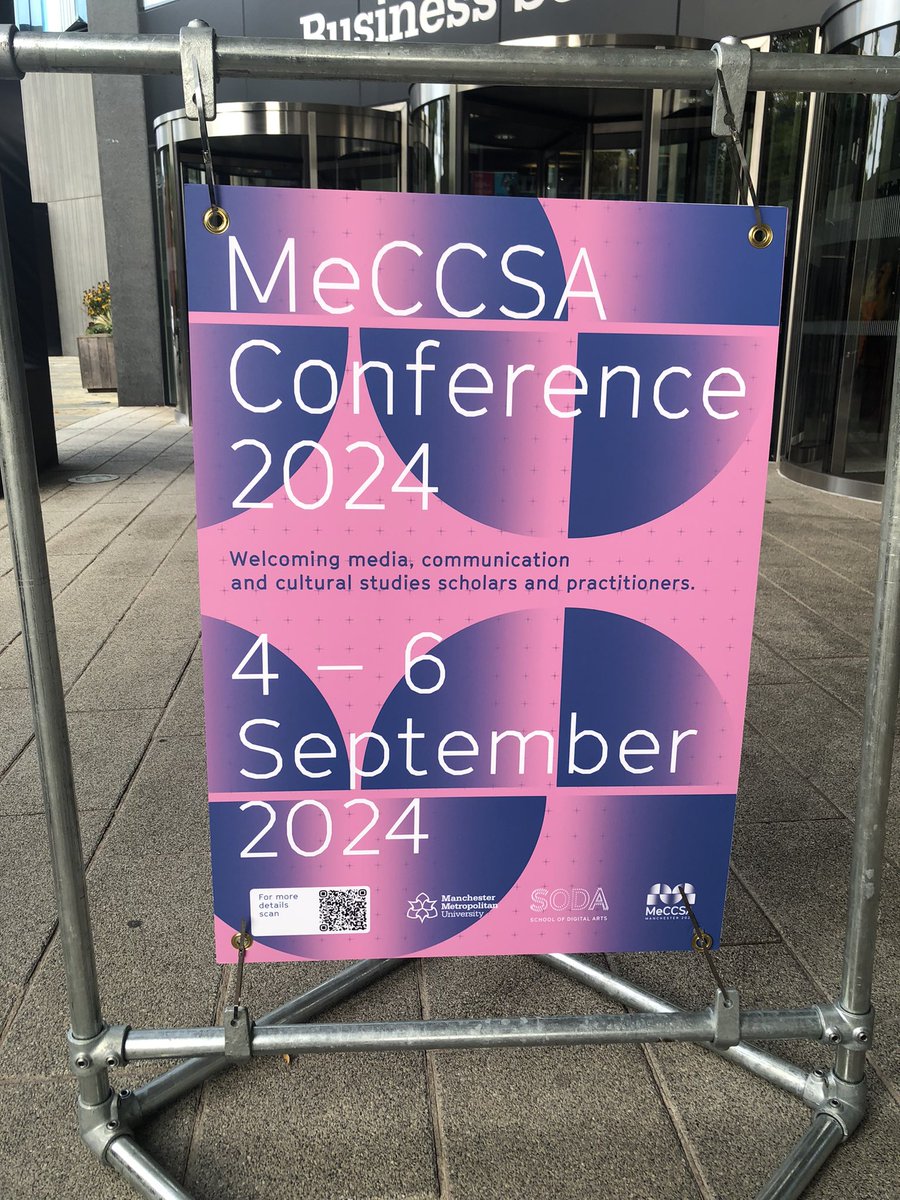 Business
MeCCSA
Conference
2024
Welcoming media, communication
and cultural studies scholars and practitioners.
4 – 6
September
2024
For more
details
scan
Manchester
Metropolitan
University
SODA
SCHOOL OF DIGITAL ARTS
MeCCSA
MANCHESTER